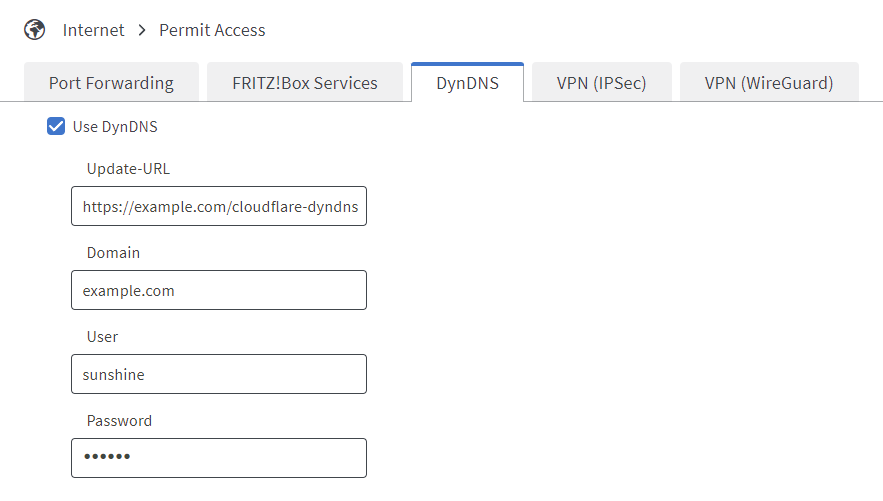 Internet > Permit Access
Port Forwarding FRITZ!Box Services DynDNS VPN (IPSec) VPN (WireGuard)
Use DynDNS
Update-URL
https://example.com/cloudflare-dyndns
Domain
example.com
User
sunshine
Password
••••••